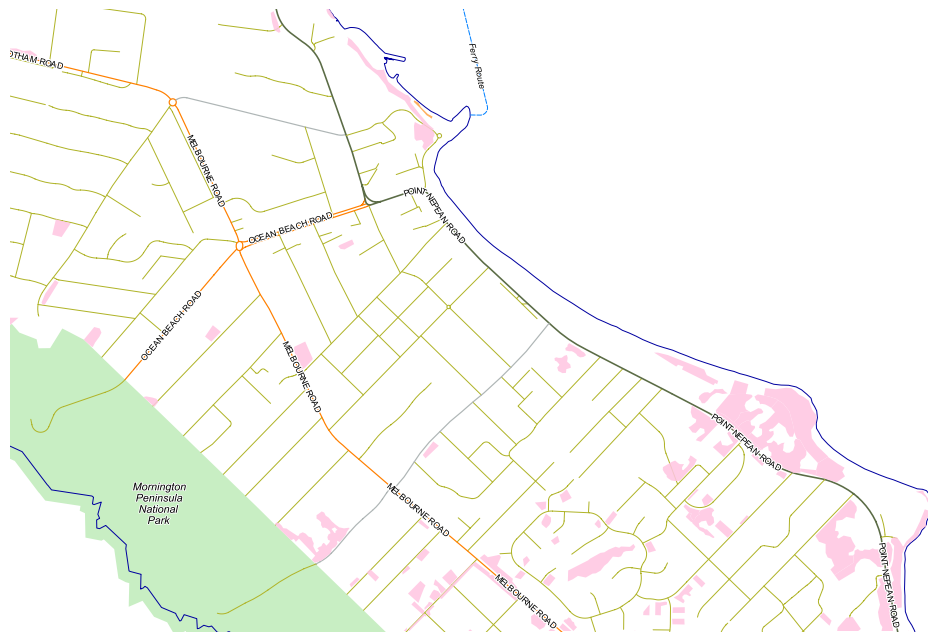 Ferry Route
OTHAM ROAD
MELBOURNE ROAD
POINT-NEPEAN-ROAD
OCEAN BEACH ROAD
OCEAN BEACH ROAD
MELBOURNE ROAD
POINT-NEPEAN-ROAD
Mornington
Peninsula
National
Park
MELBOURNE ROAD
POINT-NEPEAN-ROAD
MELBOURNE ROAD